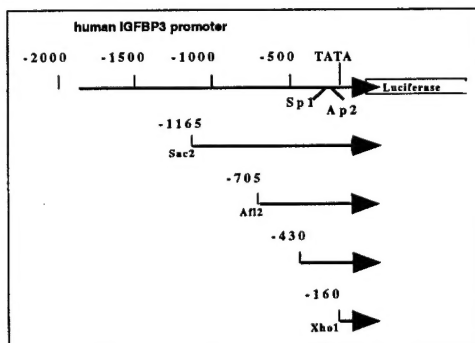 human IGFBP3 promoter
-2000 -1500 -1000 -500 TATA
Luciferase
Sp1 Ap2
-1165
Sac2
-705
Afl2
-430
-160
Xho1